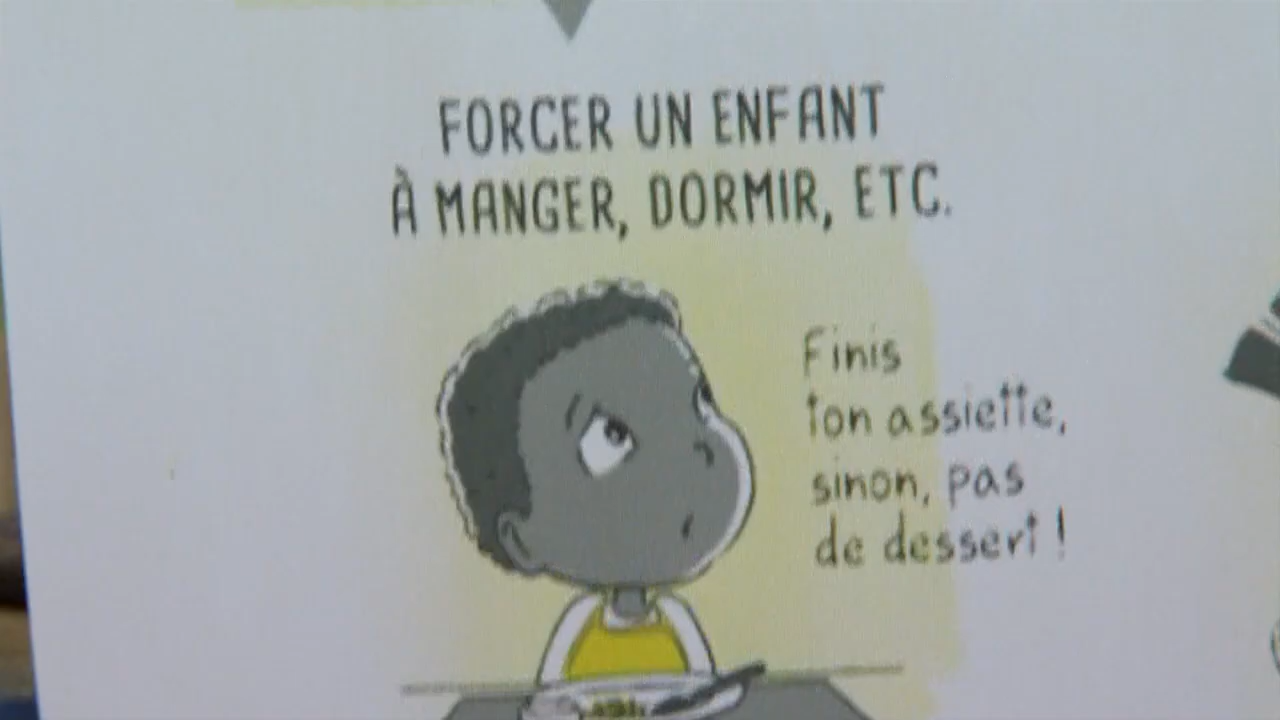 FORCER UN ENFANT
À MANGER, DORMIR, ETC.
Finis
ton assiette,
sinon, pas
de dessert !